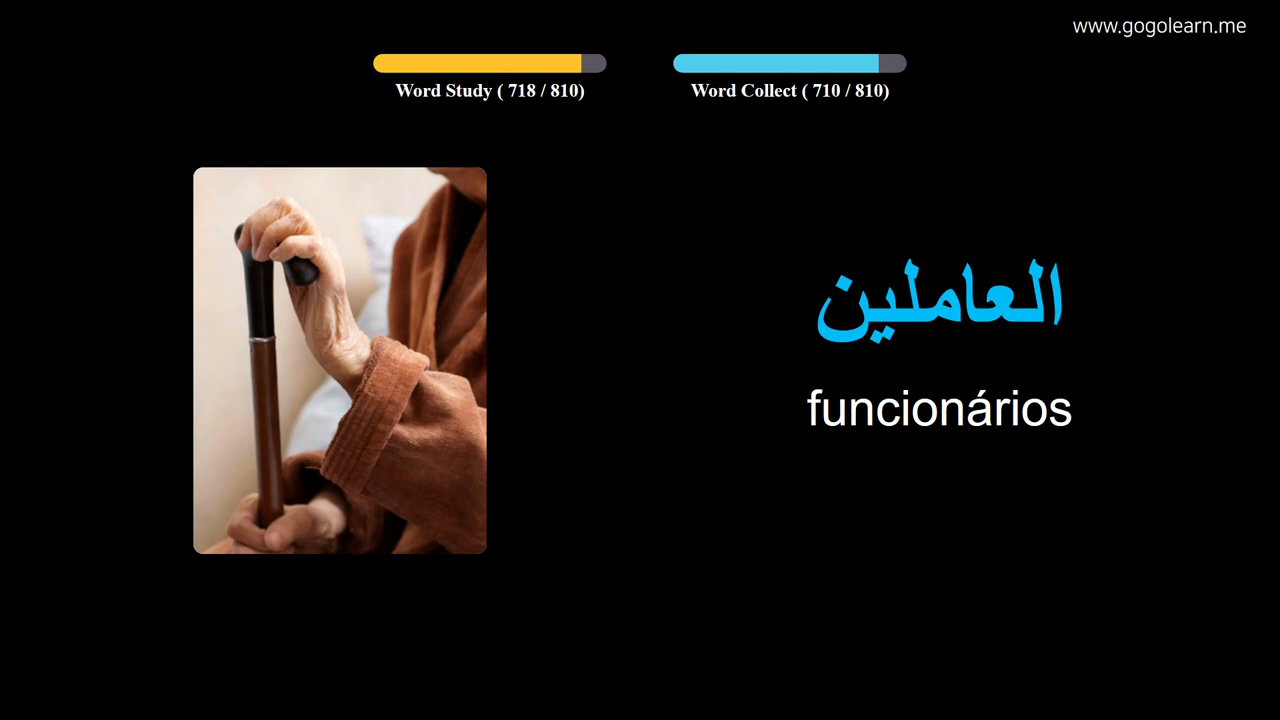 www.gogolearn.me
Word Study ( 718 / 810)
Word Collect ( 710 / 810)
العاملين
funcionários